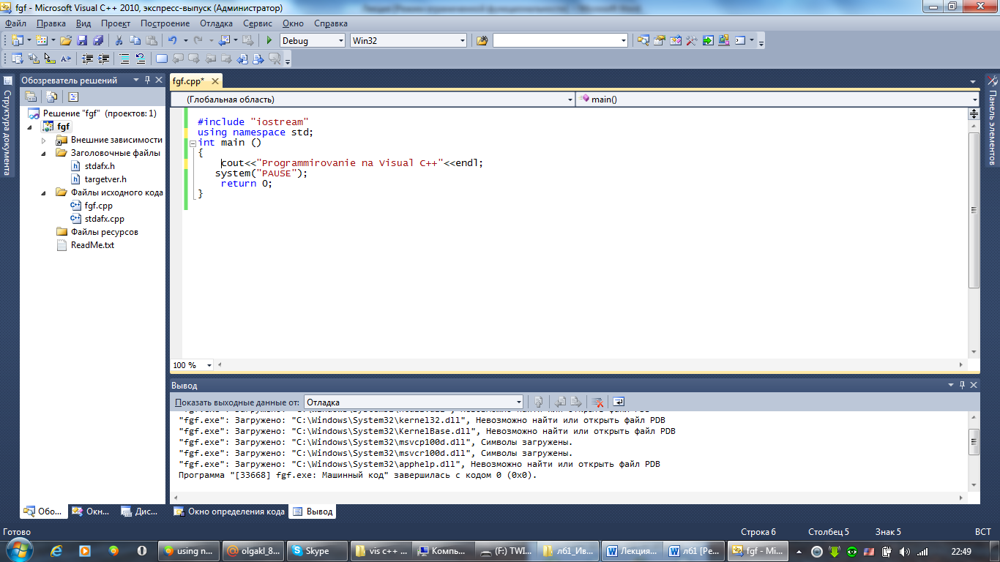 fgf - Microsoft Visual C++ 2010, экспресс-выпуск (Администратор)
Файл Правка Вид Проект Построение Отладка Сервис Окно Справка
Debug Win32
Структура документа
Обозреватель решений
Решение "fgf" (проектов: 1)
fgf
Внешние зависимости
Заголовочные файлы
stdafx.h
targetver.h
Файлы исходного кода
fgf.cpp
stdafx.cpp
Файлы ресурсов
ReadMe.txt
fgf.cpp*
(Глобальная область) main()
#include "iostream"
using namespace std;
int main ()
{
cout<<"Programmirovanie na Visual C++"<<endl;
system("PAUSE");
return 0;
}
100 %
Панель элементов
Вывод
Показать выходные данные от: Отладка
"fgf.exe": Загружено: "C:\Windows\System32\kernel32.dll", Невозможно найти или открыть файл PDB
"fgf.exe": Загружено: "C:\Windows\System32\KernelBase.dll", Невозможно найти или открыть файл PDB
"fgf.exe": Загружено: "C:\Windows\System32\msvcp100d.dll", Символы загружены.
"fgf.exe": Загружено: "C:\Windows\System32\msvcr100d.dll", Символы загружены.
"fgf.exe": Загружено: "C:\Windows\System32\apphelp.dll", Невозможно найти или открыть файл PDB
Программа "[33668] fgf.exe: Машинный код" завершилась с кодом 0 (0x0).
Обо... Окн... Дис... Окно определения кода Вывод
Готово Строка 6 Столбец 5 Знак 5 ВСТ
using n... olgakl_8... Skype vis c++ ... Компь... (F:) TWI... лб1_Ив... Лекция... лб1 [Ре... fgf - Mi... 22:49